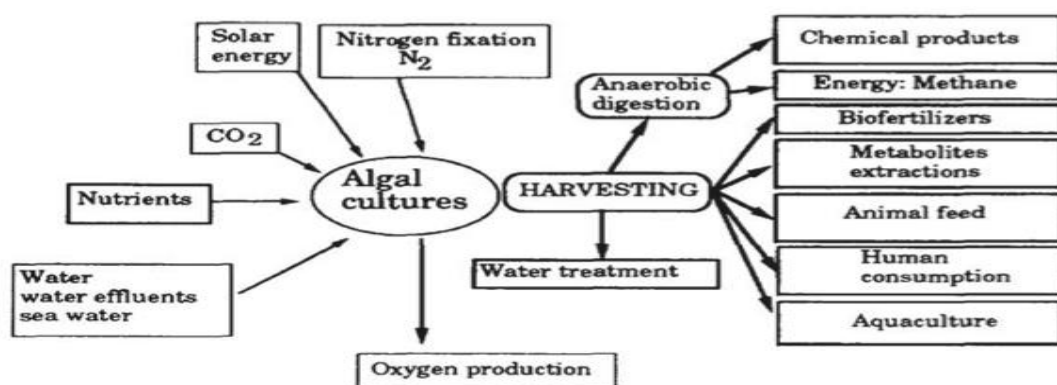 Solar
energy
Nitrogen fixation
N2
CO2
Nutrients
Water
water effluents
sea water
Algal
cultures
Oxygen production
HARVESTING
Anaerobic
digestion
Water treatment
Chemical products
Energy: Methane
Biofertilizers
Metabolites
extractions
Animal feed
Human
consumption
Aquaculture